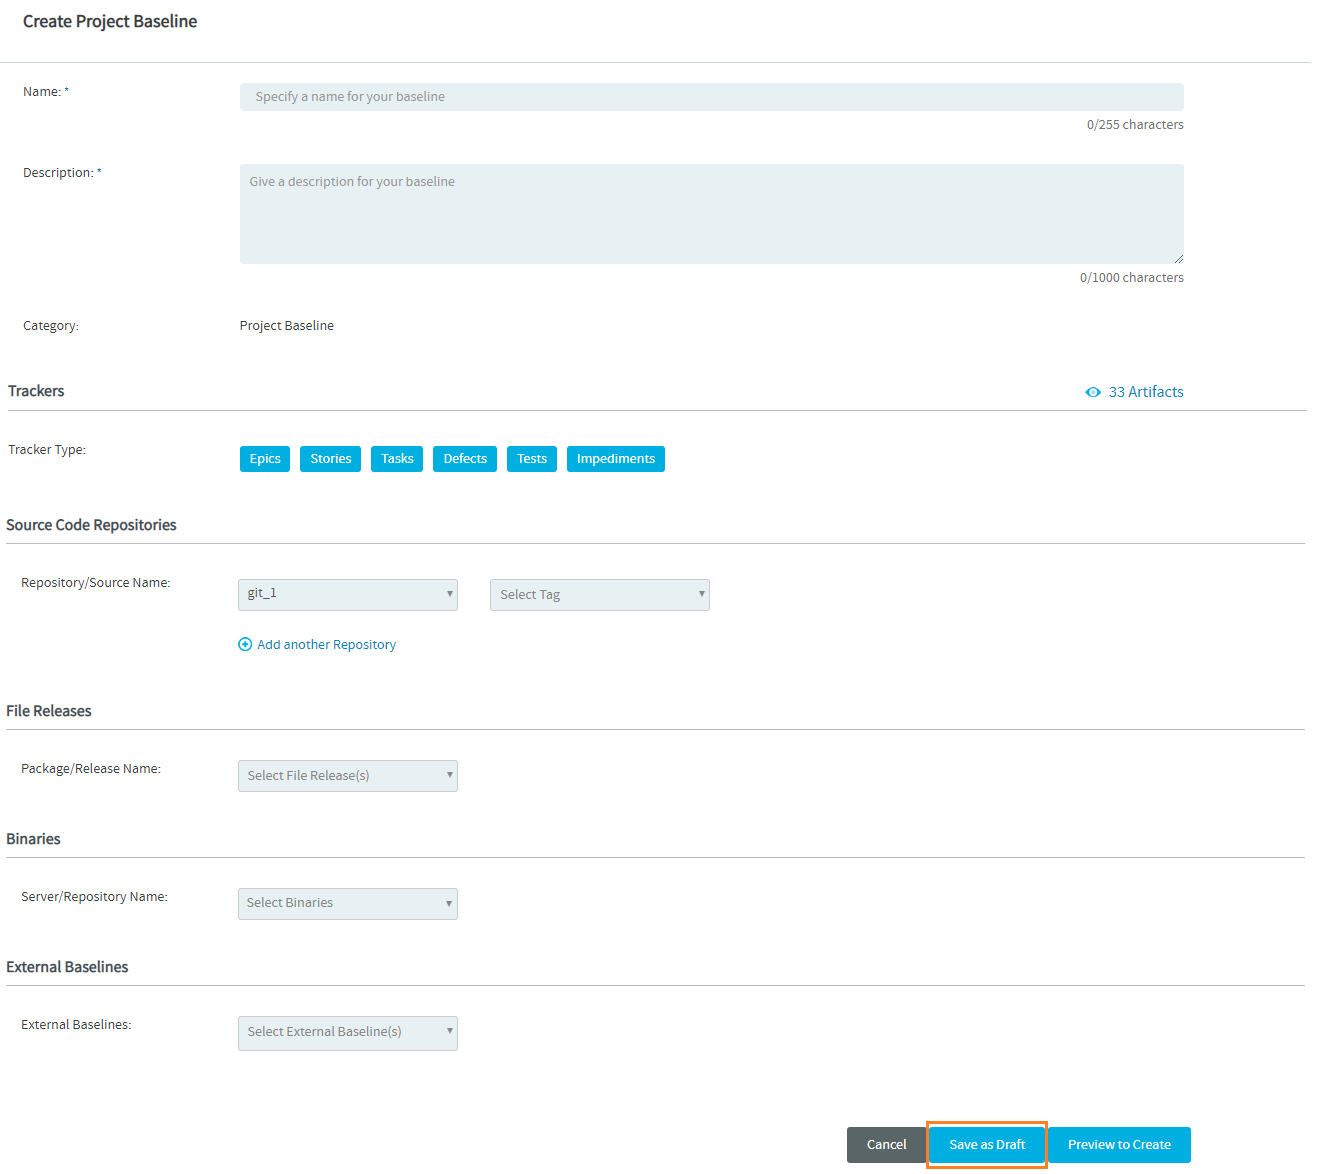 Create Project Baseline
Name: *
Specify a name for your baseline
0/255 characters
Description: *
Give a description for your baseline
0/1000 characters
Category:
Project Baseline
Trackers
33 Artifacts
Tracker Type:
Epics Stories Tasks Defects Tests Impediments
Source Code Repositories
Repository/Source Name:
git_1
Select Tag
Add another Repository
File Releases
Package/Release Name:
Select File Release(s)
Binaries
Server/Repository Name:
Select Binaries
External Baselines
External Baselines:
Select External Baseline(s)
Cancel Save as Draft Preview to Create